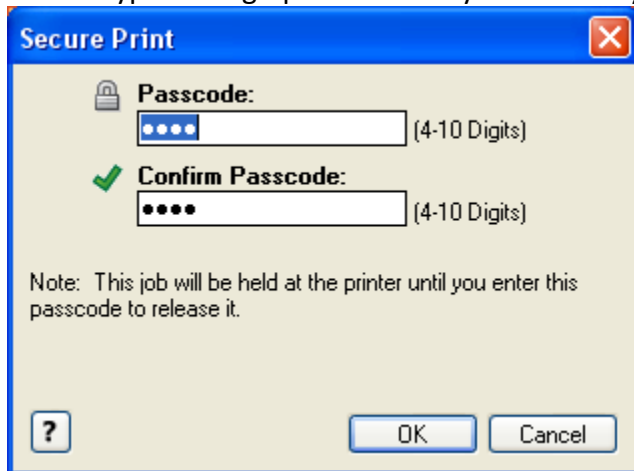 Secure Print
Passcode:
•••• (4-10 Digits)
Confirm Passcode:
•••• (4-10 Digits)
Note: This job will be held at the printer until you enter this
passcode to release it.
? OK Cancel